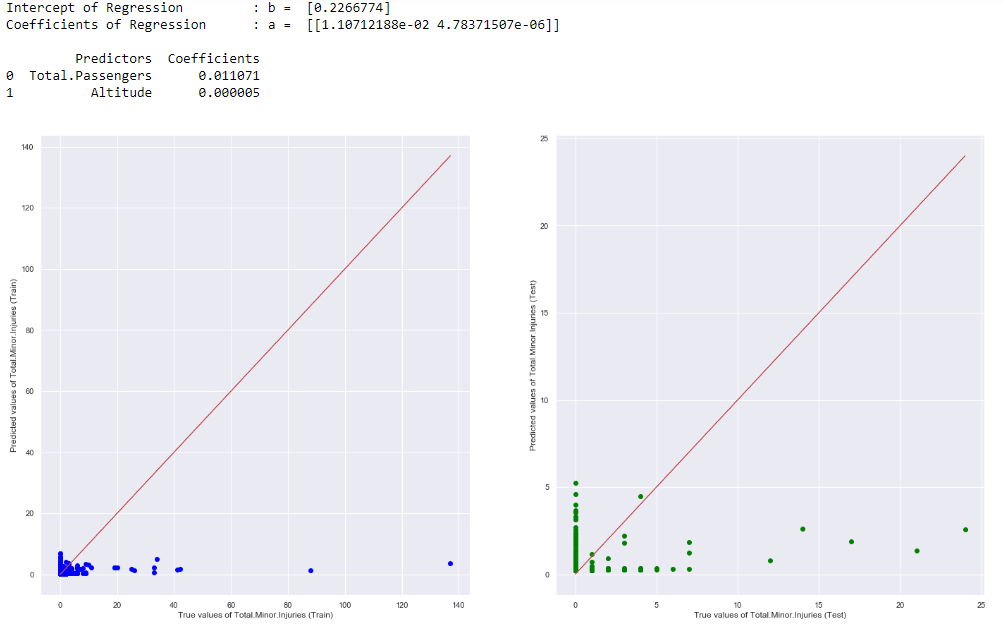 Intercept of Regression : b = [0.2266774]
Coefficients of Regression : a = [[1.10712188e-02 4.78371507e-06]]
Predictors Coefficients
0 Total.Passengers 0.011071
1 Altitude 0.000005
140
120
100
80
60
40
20
0
Predicted values of Total.Minor.Injuries (Train)
0 20 40 60 80 100 120 140
True values of Total.Minor.Injuries (Train)
25
20
15
10
5
0
Predicted values of Total.Minor.Injuries (Test)
0 5 10 15 20 25
True values of Total.Minor.Injuries (Test)